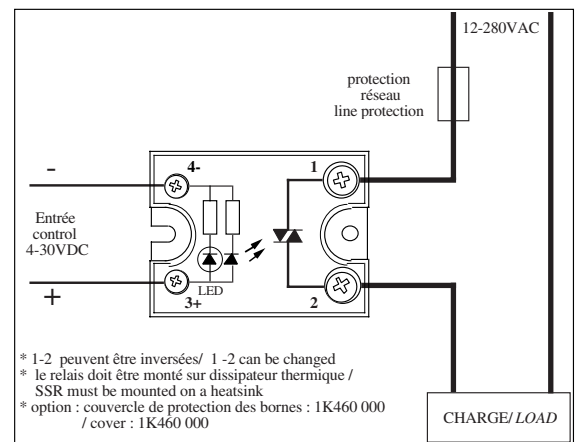 12-280VAC
protection
réseau
line protection
4-
1
-
Entrée
control
4-30VDC
+
LED
3+
2
* 1-2 peuvent être inversées/ 1 -2 can be changed
* le relais doit être monté sur dissipateur thermique /
SSR must be mounted on a heatsink
* option : couvercle de protection des bornes : 1K460 000
/ cover : 1K460 000
CHARGE/ LOAD